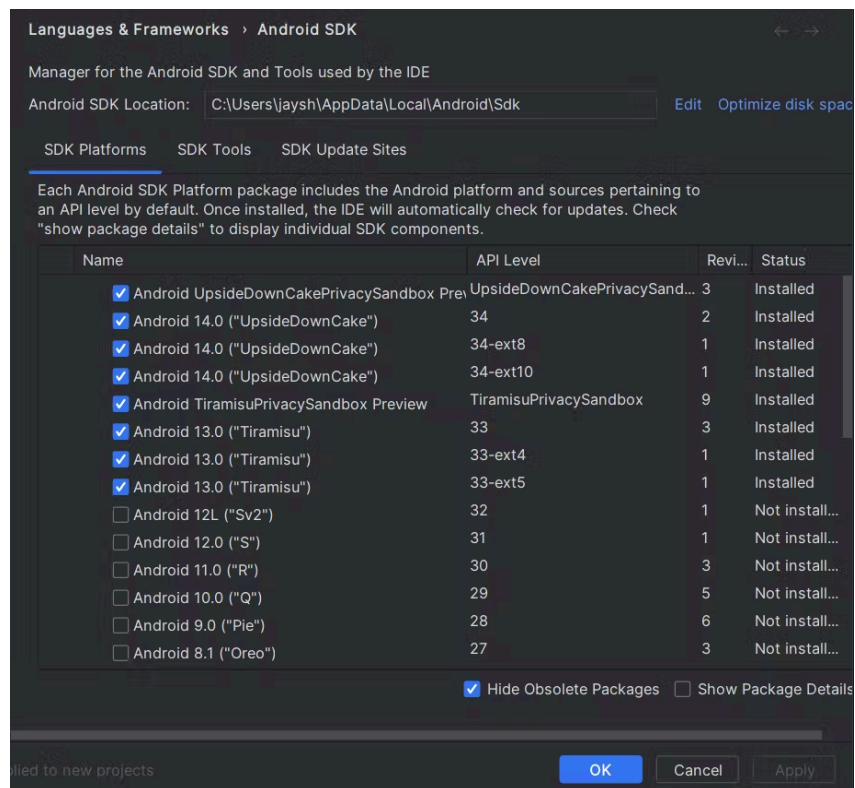 Languages & Frameworks › Android SDK
Manager for the Android SDK and Tools used by the IDE
Android SDK Location: C:\Users\jaysh\AppData\Local\Android\Sdk Edit Optimize disk spac
SDK Platforms SDK Tools SDK Update Sites
Each Android SDK Platform package includes the Android platform and sources pertaining to
an API level by default. Once installed, the IDE will automatically check for updates. Check
"show package details" to display individual SDK components.
Name API Level Revi... Status
Android UpsideDownCakePrivacySandbox Prev UpsideDownCakePrivacySand... 3 Installed
Android 14.0 ("UpsideDownCake") 34 2 Installed
Android 14.0 ("UpsideDownCake") 34-ext8 1 Installed
Android 14.0 ("UpsideDownCake") 34-ext10 1 Installed
Android TiramisuPrivacySandbox Preview TiramisuPrivacySandbox 9 Installed
Android 13.0 ("Tiramisu") 33 3 Installed
Android 13.0 ("Tiramisu") 33-ext4 1 Installed
Android 13.0 ("Tiramisu") 33-ext5 1 Installed
Android 12L ("Sv2") 32 1 Not install...
Android 12.0 ("S") 31 1 Not install...
Android 11.0 ("R") 30 3 Not install...
Android 10.0 ("Q") 29 5 Not install...
Android 9.0 ("Pie") 28 6 Not install...
Android 8.1 ("Oreo") 27 3 Not install...
Hide Obsolete Packages Show Package Details
plied to new projects OK Cancel Apply